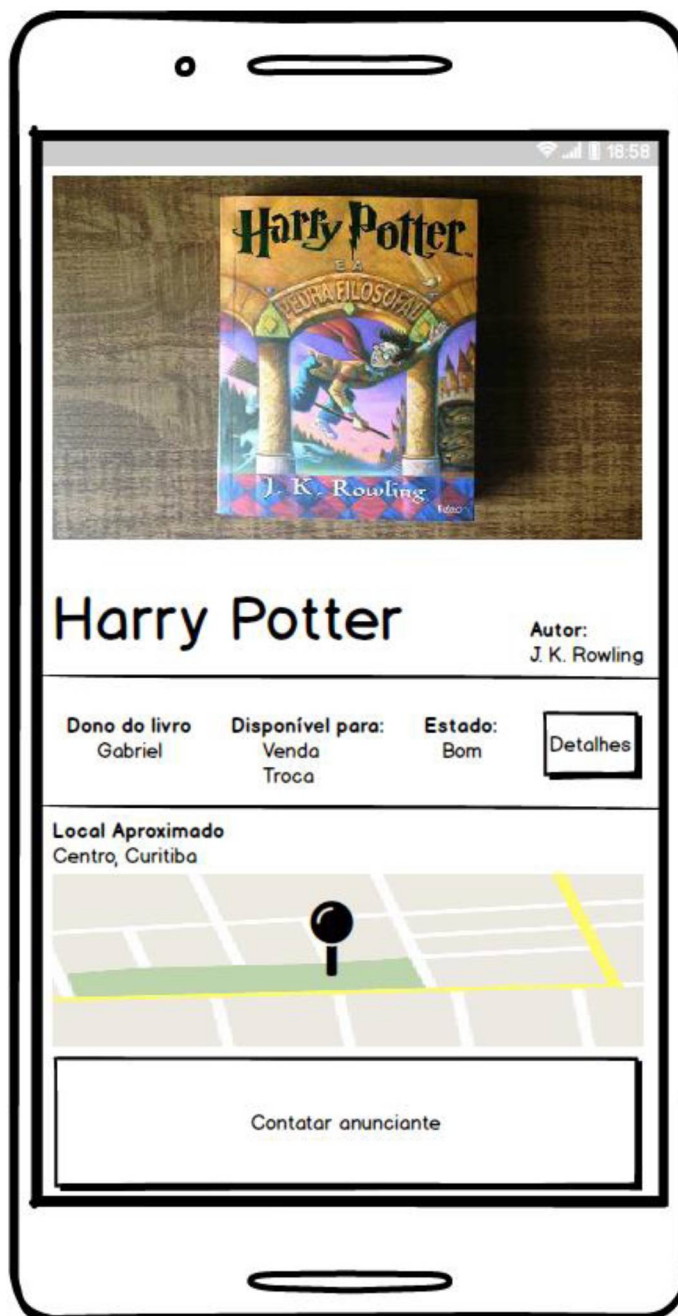 18:58
Harry Potter
E A
PEDRA FILOSOFAL
J. K. Rowling
Harry Potter
Autor:
J. K. Rowling
Dono do livro
Gabriel
Disponível para:
Venda
Troca
Estado:
Bom
Detalhes
Local Aproximado
Centro, Curitiba
Contatar anunciante